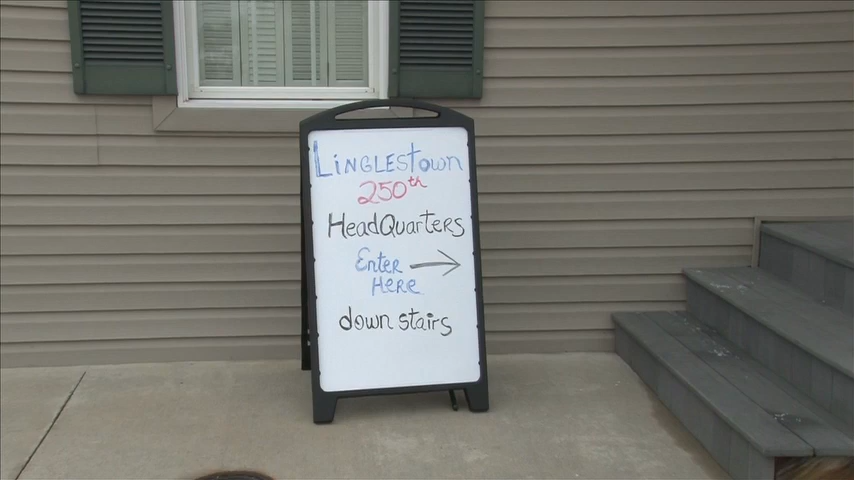 Linglestown
250th
HeadQuarters
Enter
Here
down stairs